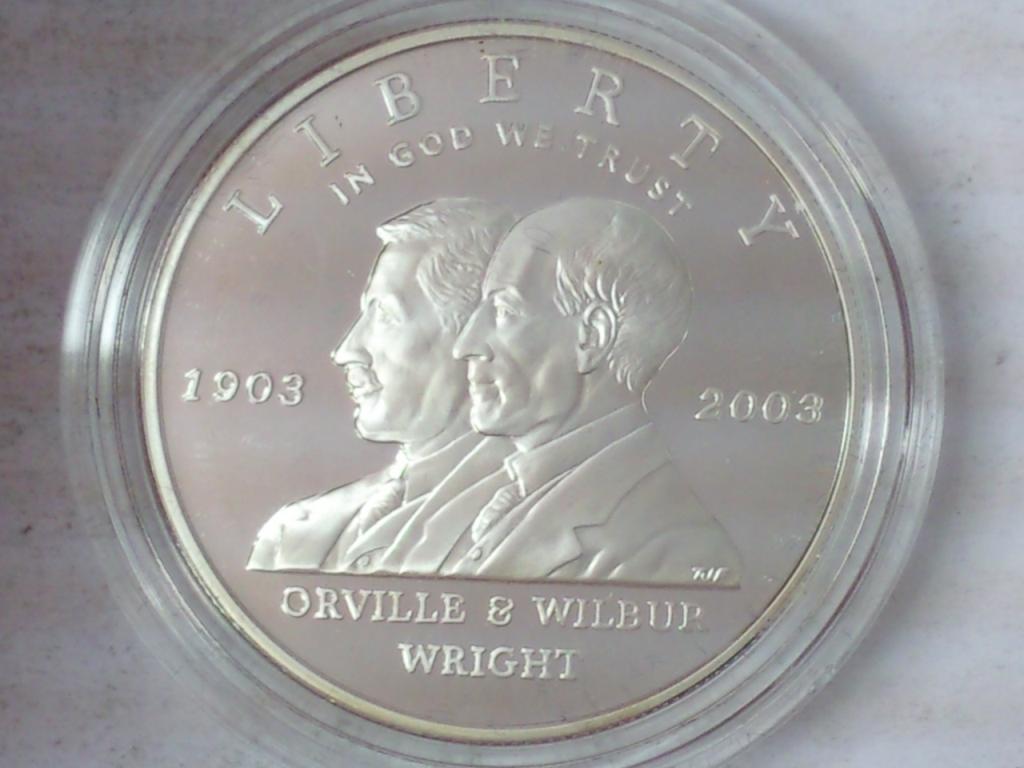 LIBERTY
IN GOD WE TRUST
1903
2003
ORVILLE & WILBUR
WRIGHT